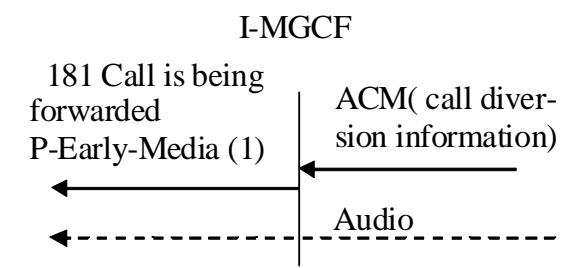 I-MGCF
181 Call is being
forwarded
P-Early-Media (1)
ACM( call diver-
sion information)
Audio